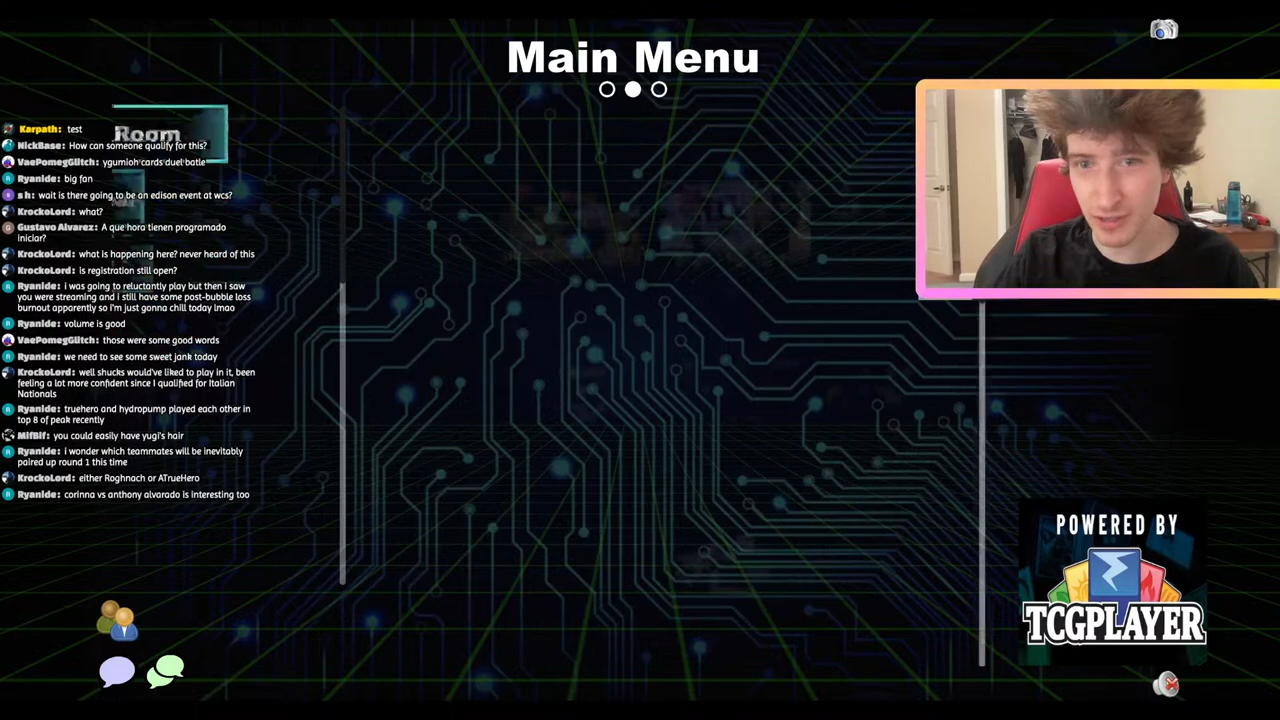 Main Menu
Room
Karpath: test
NickBase: How can someone qualify for this?
VaePomegGlitch: ygumioh cards duel batle
Ryanide: big fan
s h: wait is there going to be an edison event at wcs?
KrockoLord: what?
Gustavo Alvarez: A que hora tienen programado
iniciar?
KrockoLord: what is happening here? never heard of this
KrockoLord: is registration still open?
Ryanide: i was going to reluctantly play but then i saw
you were streaming and i still have some post-bubble loss
burnout apparently so i'm just gonna chill today lmao
Ryanide: volume is good
VaePomegGlitch: those were some good words
Ryanide: we need to see some sweet jank today
KrockoLord: well shucks would've liked to play in it, been
feeling a lot more confident since I qualified for Italian
Nationals
Ryanide: truehero and hydropump played each other in
top 8 of peak recently
MifBif: you could easily have yugi's hair
Ryanide: i wonder which teammates will be inevitably
paired up round 1 this time
KrockoLord: either Roghnach or ATrueHero
Ryanide: corinna vs anthony alvarado is interesting too
POWERED BY
TCGPLAYER